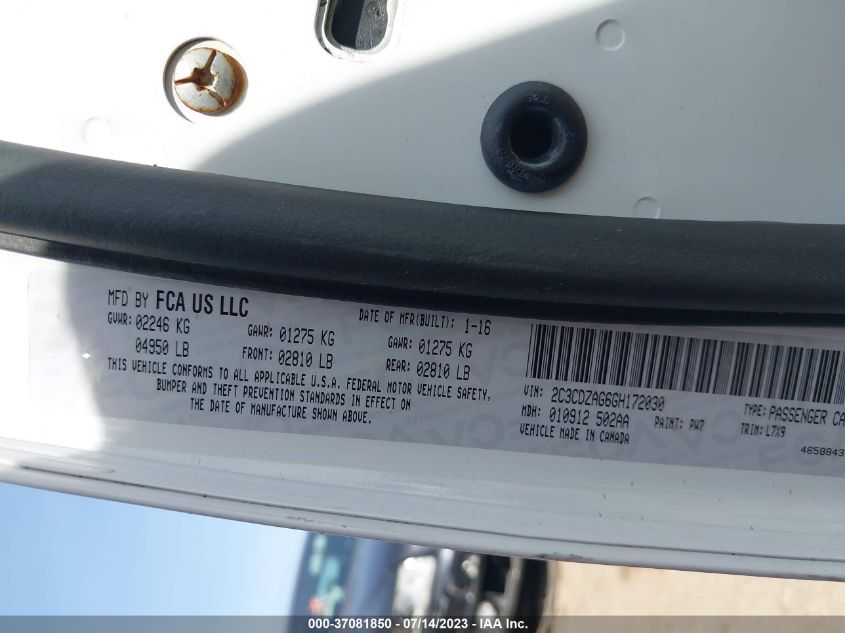 MFD BY FCA US LLC
DATE OF MFR(BUILT): 1-16
GVWR: 02246 KG
GAWR: 01275 KG
GAWR: 01275 KG
04950 LB
FRONT: 02810 LB
REAR: 02810 LB
THIS VEHICLE CONFORMS TO ALL APPLICABLE U.S.A. FEDERAL MOTOR VEHICLE SAFETY,
BUMPER AND THEFT PREVENTION STANDARDS IN EFFECT ON
THE DATE OF MANUFACTURE SHOWN ABOVE.
VIN: 2C3CDZAG6GH172030
TYPE: PASSENGER CA
MDH: 010912 502AA
PAINT: PW7
TRIM: L7X9
VEHICLE MADE IN CANADA
4658843
000-37081850 / 07/14/2023 / IAA Inc.